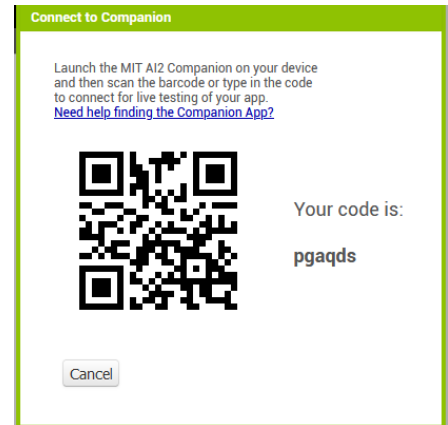 Connect to Companion
Launch the MIT AI2 Companion on your device
and then scan the barcode or type in the code
to connect for live testing of your app.
Need help finding the Companion App?
Your code is:
pgaqds
Cancel